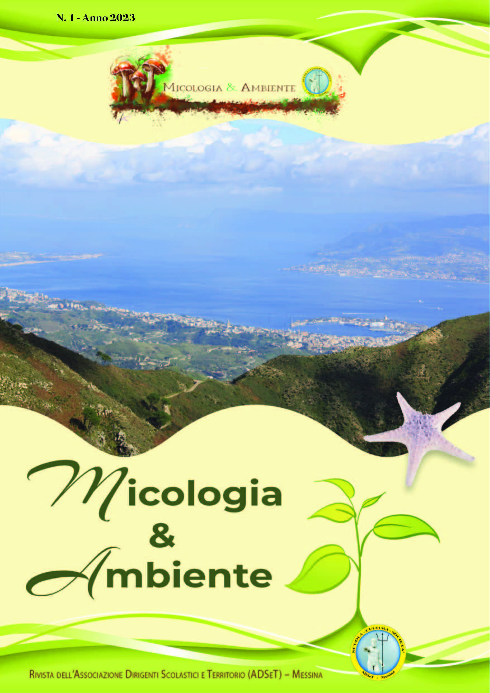 N. 1 - Anno 2023
Micologia & Ambiente
Micologia
&
Ambiente
Rivista dell'Associazione Dirigenti Scolastici e Territorio (ADSeT) – Messina